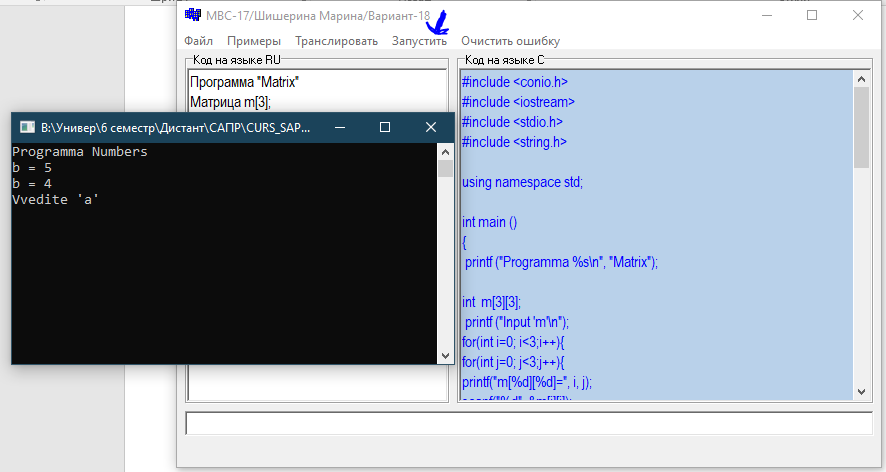 МВС-17/Шишерина Марина/Вариант-18
Файл Примеры Транслировать Запустить Очистить ошибку
Код на языке RU
Программа "Matrix"
Матрица m[3];
B:\Универ\6 семестр\Дистант\САПР\CURS_SAP...
Programma Numbers
b = 5
b = 4
Vvedite 'a'
Код на языке C
#include <conio.h>
#include <iostream>
#include <stdio.h>
#include <string.h>
using namespace std;
int main ()
{
printf ("Programma %s\n", "Matrix");
int m[3][3];
printf ("Input 'm'\n");
for(int i=0; i<3;i++){
for(int j=0; j<3;j++){
printf("m[%d][%d]=", i, j);
scanf("%d", &m[i][j]);